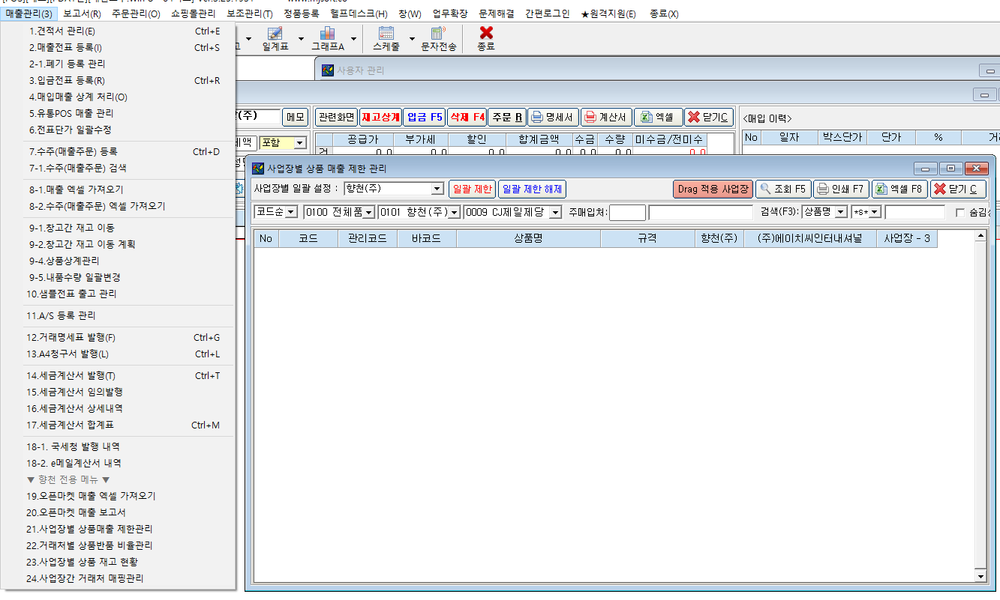 www.mjsoft.co
매출관리(3) 보고서(R) 주문관리(O) 쇼핑몰관리 보조관리(T) 정품등록 헬프데스크(H) 창(W) 업무확장 문제해결 간편로그인 ★원격지원(E) 종료(X)
1.견적서 관리(E) Ctrl+E
2.매출전표 등록(I) Ctrl+S
2-1.폐기 등록 관리
3.입금전표 등록(R) Ctrl+R
4.매입매출 상계 처리(O)
5.유통POS 매출 관리
6.전표단가 일괄수정
7.수주(매출주문) 등록 Ctrl+D
7-1.수주(매출주문) 검색
8-1.매출 엑셀 가져오기
8-2.수주(매출주문) 엑셀 가져오기
9-1.창고간 재고 이동
9-2.창고간 재고 이동 계획
9-4.상품상계관리
9-5.내품수량 일괄변경
10.샘플전표 출고 관리
11.A/S 등록 관리
12.거래명세표 발행(F) Ctrl+G
13.A4청구서 발행(L) Ctrl+L
14.세금계산서 발행(T) Ctrl+T
15.세금계산서 임의발행
16.세금계산서 상세내역
17.세금계산서 합계표 Ctrl+M
18-1. 국세청 발행 내역
18-2. e메일계산서 내역
▼ 향천 전용 메뉴 ▼
19.오픈마켓 매출 엑셀 가져오기
20.오픈마켓 매출 보고서
21.사업장별 상품매출 제한관리
22.거래처별 상품반품 비율관리
23.사업장별 상품 재고 현황
24.사업장간 거래처 매핑관리
일계표 그래프A 스케줄 문자전송 종료
사용자 관리
(주) 메모 관련화면 재고상계 입금 F5 삭제 F4 주문 R 명세서 계산서 엑셀 닫기C <매입 이력>
액 포함 공급가 부가세 할인 합계금액 수금 수량 미수금/전미수 No 일자 박스단가 단가 %
사업장별 상품 매출 제한 관리
사업장별 일괄 설정 : 향천(주) 일괄 제한 일괄 제한 해제 Drag 적용 사업장 조회 F5 인쇄 F7 엑셀 F8 닫기 C
코드순 0100 전체품 0101 향천(주) 0009 CJ제일제당 주매입처: 검색(F3): 상품명 *s* 숨김
No 코드 관리코드 바코드 상품명 규격 향천(주) (주)에이치씨인터내셔널 사업장 - 3